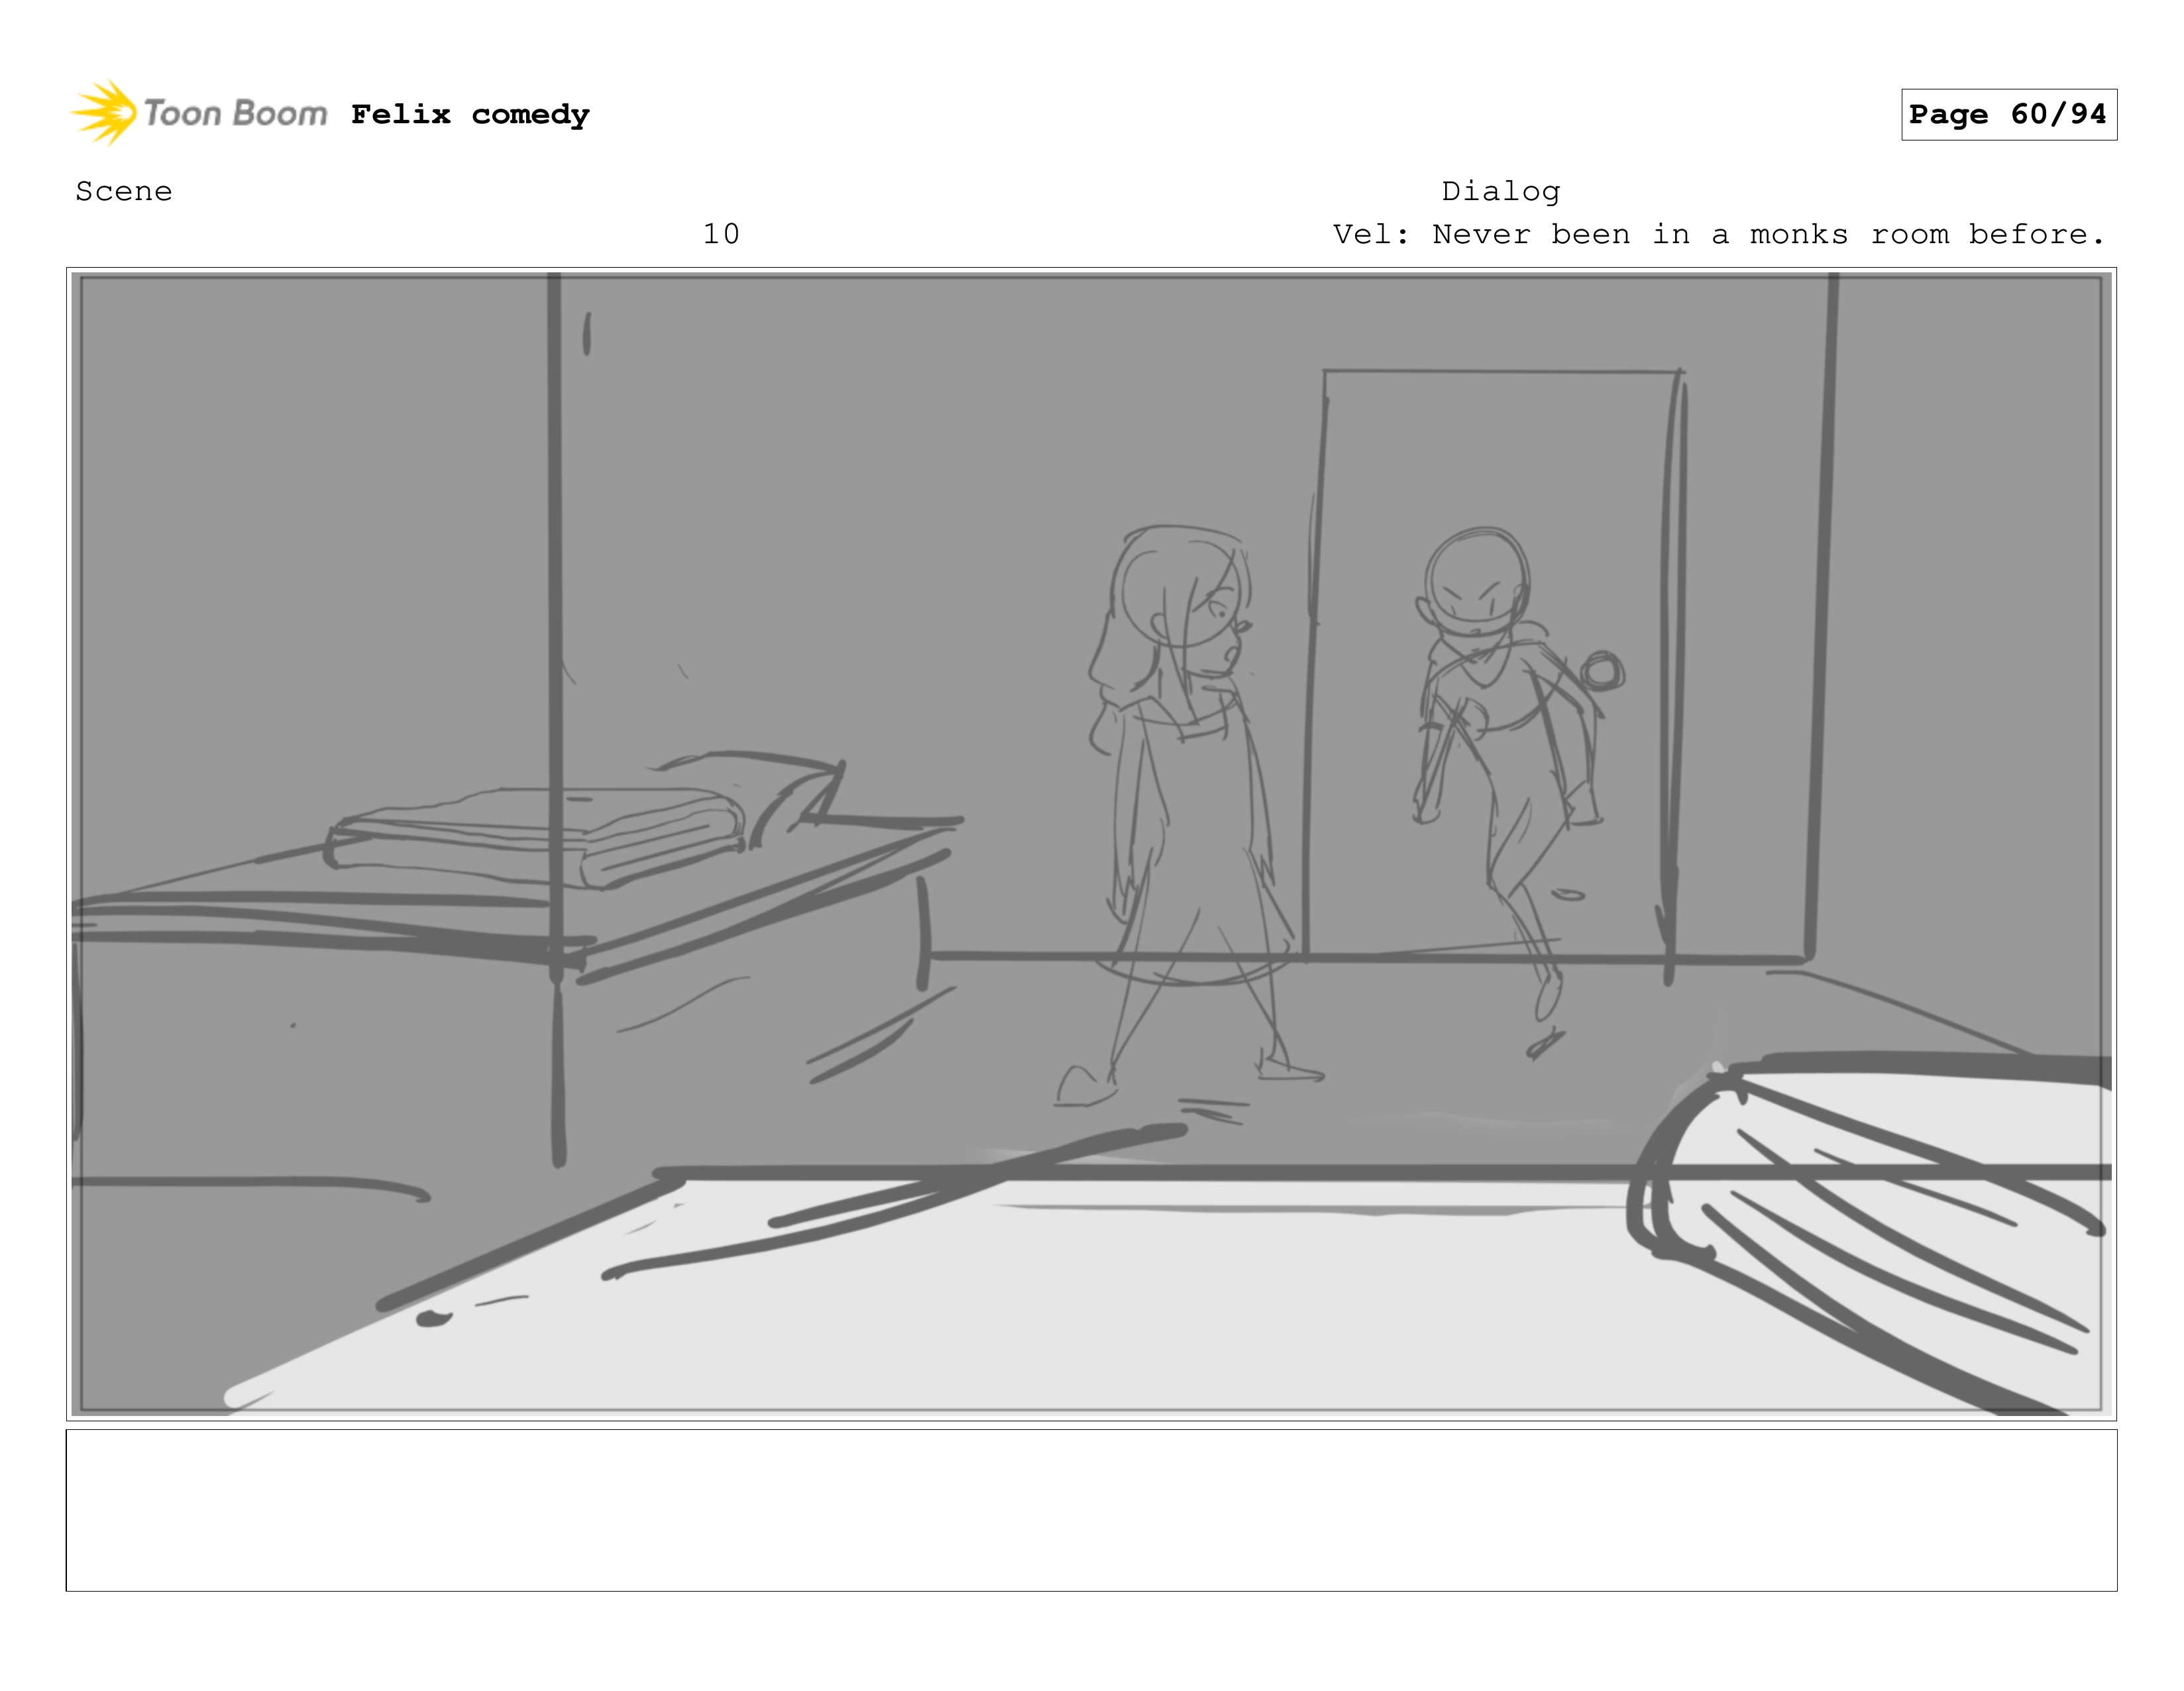 Toon Boom Felix comedy
Page 60/94
Scene
Dialog
10
Vel: Never been in a monks room before.